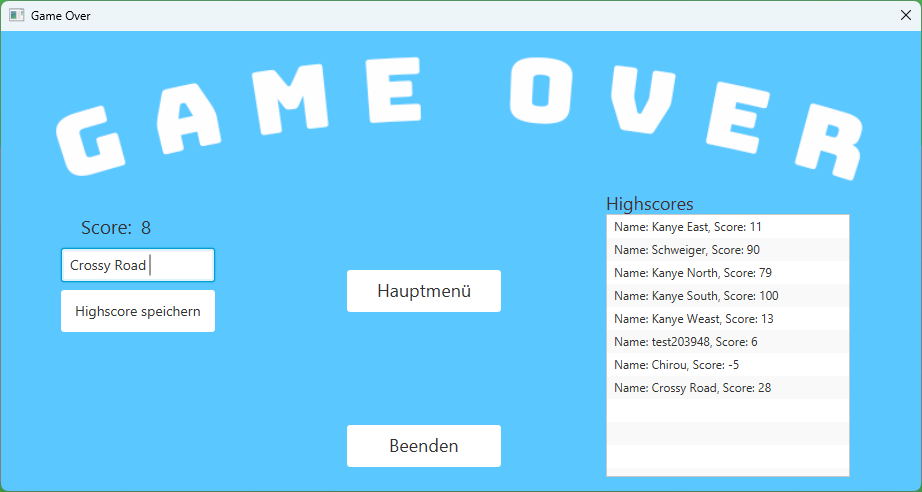 Game Over
GAME OVER
Score: 8
Crossy Road
Highscore speichern
Hauptmenü
Beenden
Highscores
Name: Kanye East, Score: 11
Name: Schweiger, Score: 90
Name: Kanye North, Score: 79
Name: Kanye South, Score: 100
Name: Kanye Weast, Score: 13
Name: test203948, Score: 6
Name: Chirou, Score: -5
Name: Crossy Road, Score: 28